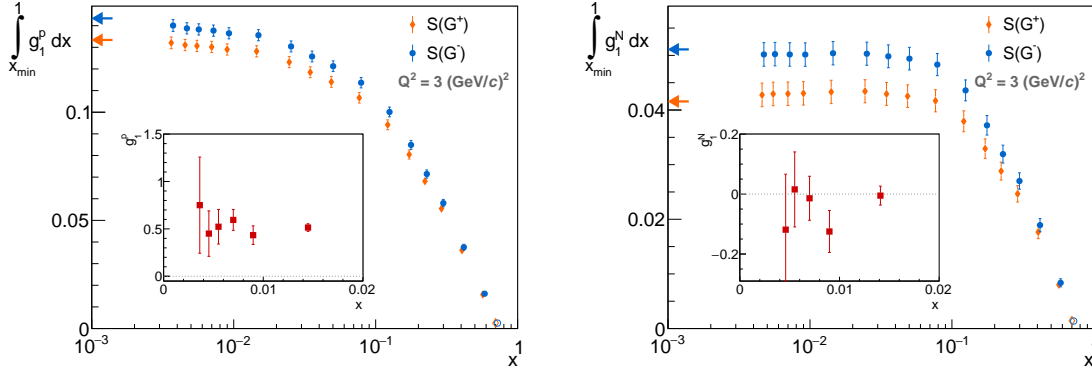 ∫ g₁ᵖ dx
1
x_min
S(G⁺)
S(G⁻)
Q² = 3 (GeV/c)²
0.1
0.05
0
10⁻³
10⁻²
10⁻¹
1
x
g₁ᵖ
1.5
1
0.5
0
0
0.01
0.02
x
∫ g₁ᴺ dx
1
x_min
S(G⁺)
S(G⁻)
Q² = 3 (GeV/c)²
0.04
0.02
0
10⁻³
10⁻²
10⁻¹
x
g₁ᴺ
0.2
0
−0.2
0
0.01
0.02
x